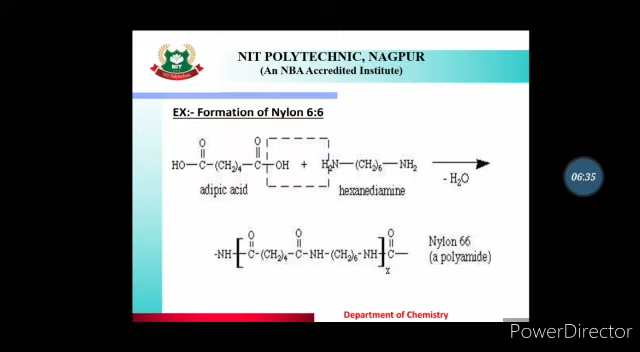 NIT POLYTECHNIC, NAGPUR
(An NBA Accredited Institute)
NIT
EX:- Formation of Nylon 6:6
O O
HO—C—(CH2)4—C—OH + H2N—(CH2)6—NH2
- H2O
adipic acid hexanediamine
06:35
O O O
-NH—[C-(CH2)4-C-NH-(CH2)6-NH]x C—
Nylon 66
(a polyamide)
Department of Chemistry
PowerDirector